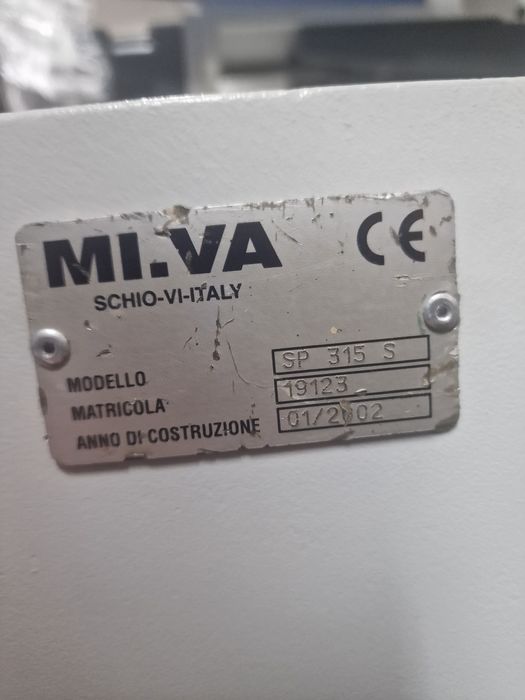 MI.VA
CE
SCHIO-VI-ITALY
MODELLO SP 315 S
MATRICOLA 19123
ANNO DI COSTRUZIONE 01/2002